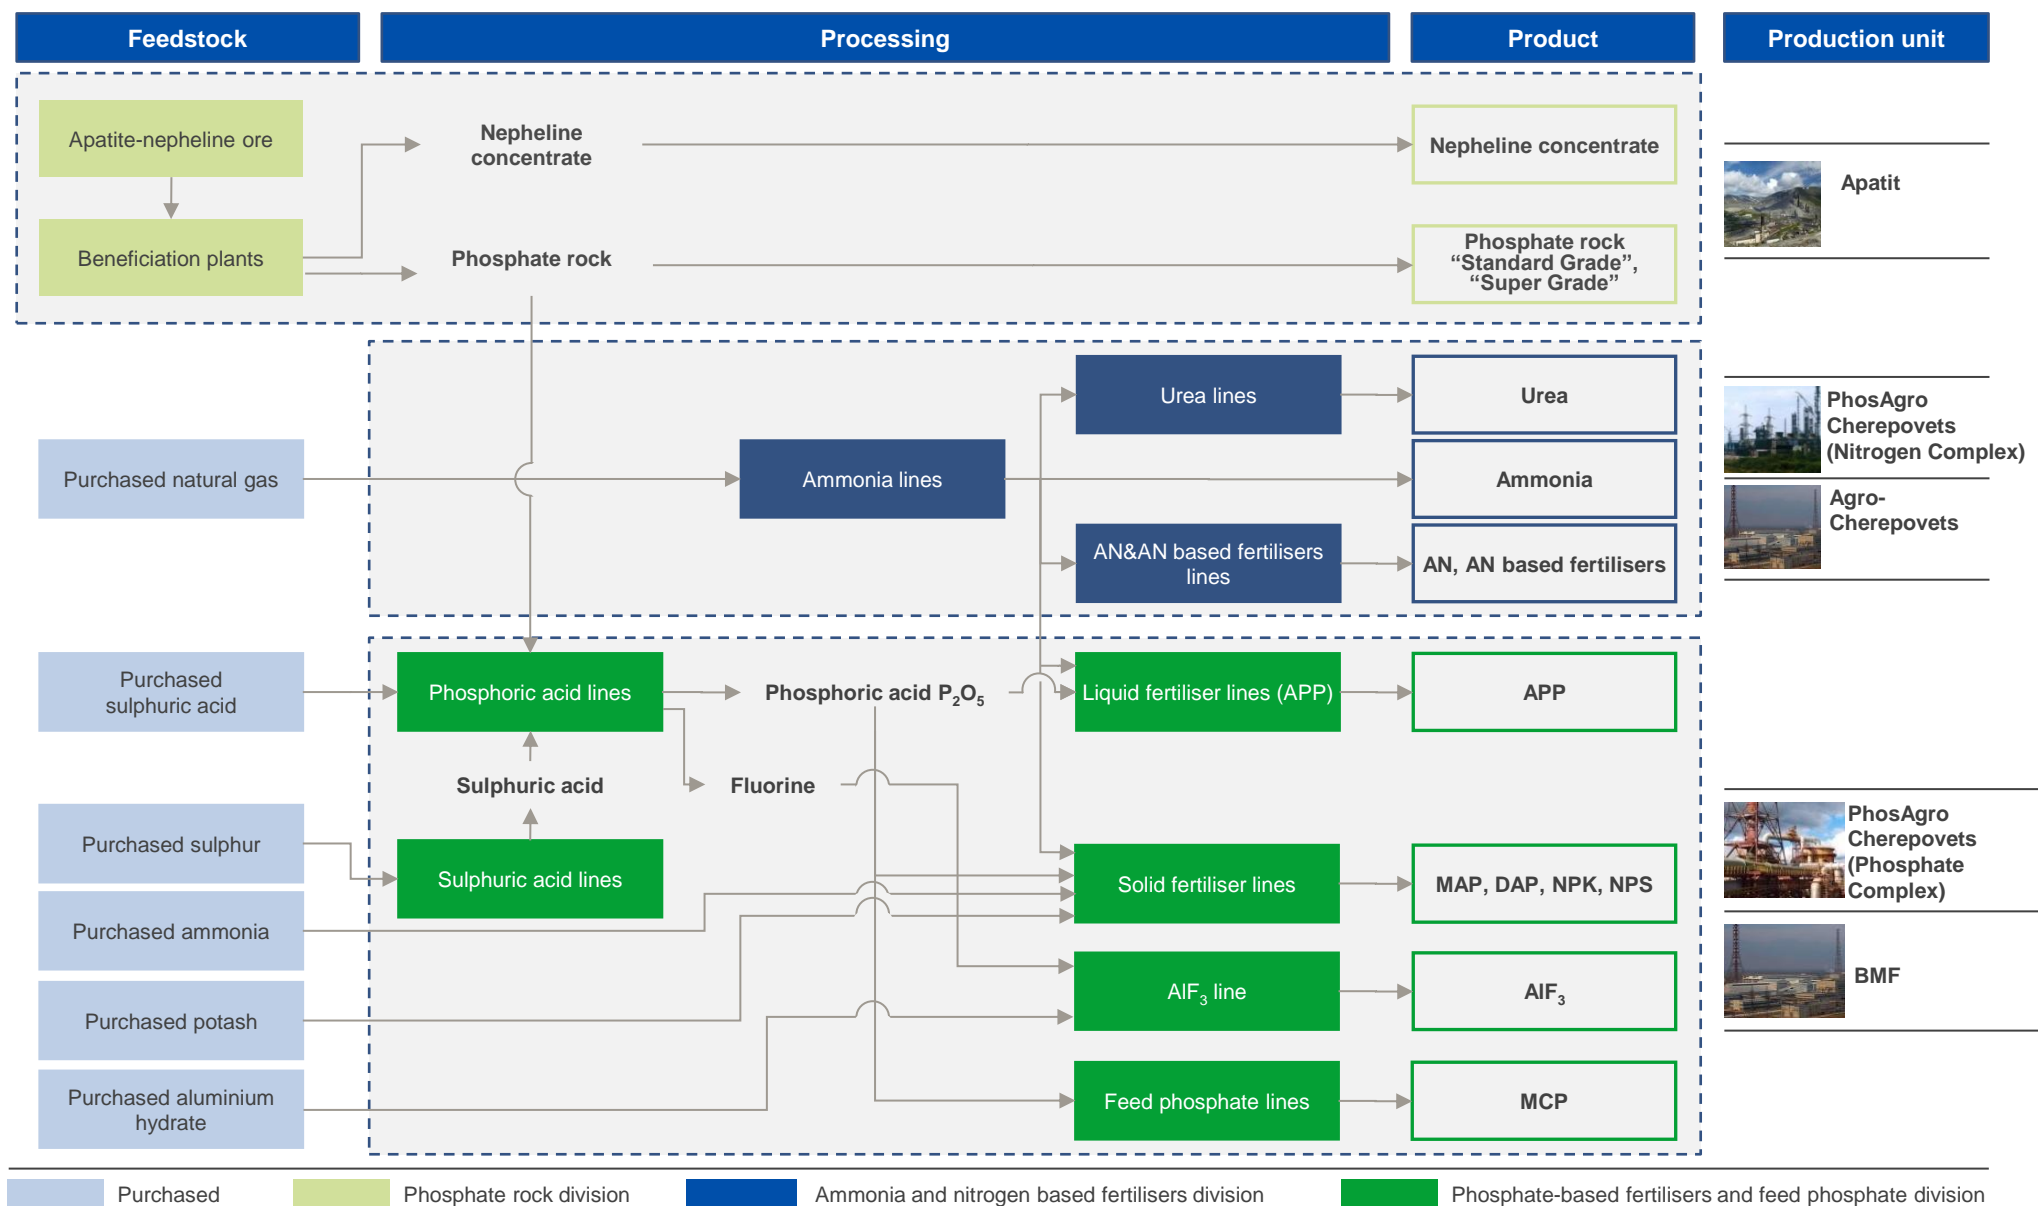 Feedstock
Processing
Product
Production unit
Apatite-nepheline ore
Nepheline
concentrate
Nepheline concentrate
Apatit
Beneficiation plants
Phosphate rock
Phosphate rock
“Standard Grade”,
“Super Grade”
Urea lines
Urea
PhosAgro
Cherepovets
(Nitrogen Complex)
Purchased natural gas
Ammonia lines
Ammonia
Agro-
Cherepovets
AN&AN based fertilisers
lines
AN, AN based fertilisers
Purchased
sulphuric acid
Phosphoric acid lines
Phosphoric acid P₂O₅
Liquid fertiliser lines (APP)
APP
Sulphuric acid
Fluorine
Purchased sulphur
Sulphuric acid lines
Solid fertiliser lines
MAP, DAP, NPK, NPS
PhosAgro
Cherepovets
(Phosphate
Complex)
Purchased ammonia
Purchased potash
AlF₃ line
AlF₃
BMF
Purchased aluminium
hydrate
Feed phosphate lines
MCP
Purchased
Phosphate rock division
Ammonia and nitrogen based fertilisers division
Phosphate-based fertilisers and feed phosphate division